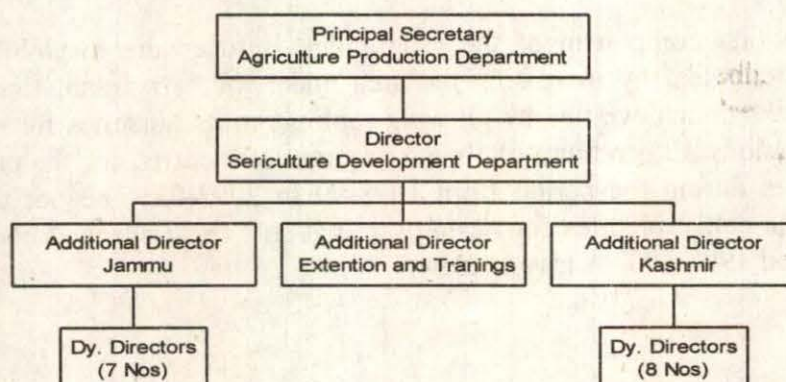 Principal Secretary
Agriculture Production Department
Director
Sericulture Development Department
Additional Director
Jammu
Additional Director
Extention and Tranings
Additional Director
Kashmir
Dy. Directors
(7 Nos)
Dy. Directors
(8 Nos)